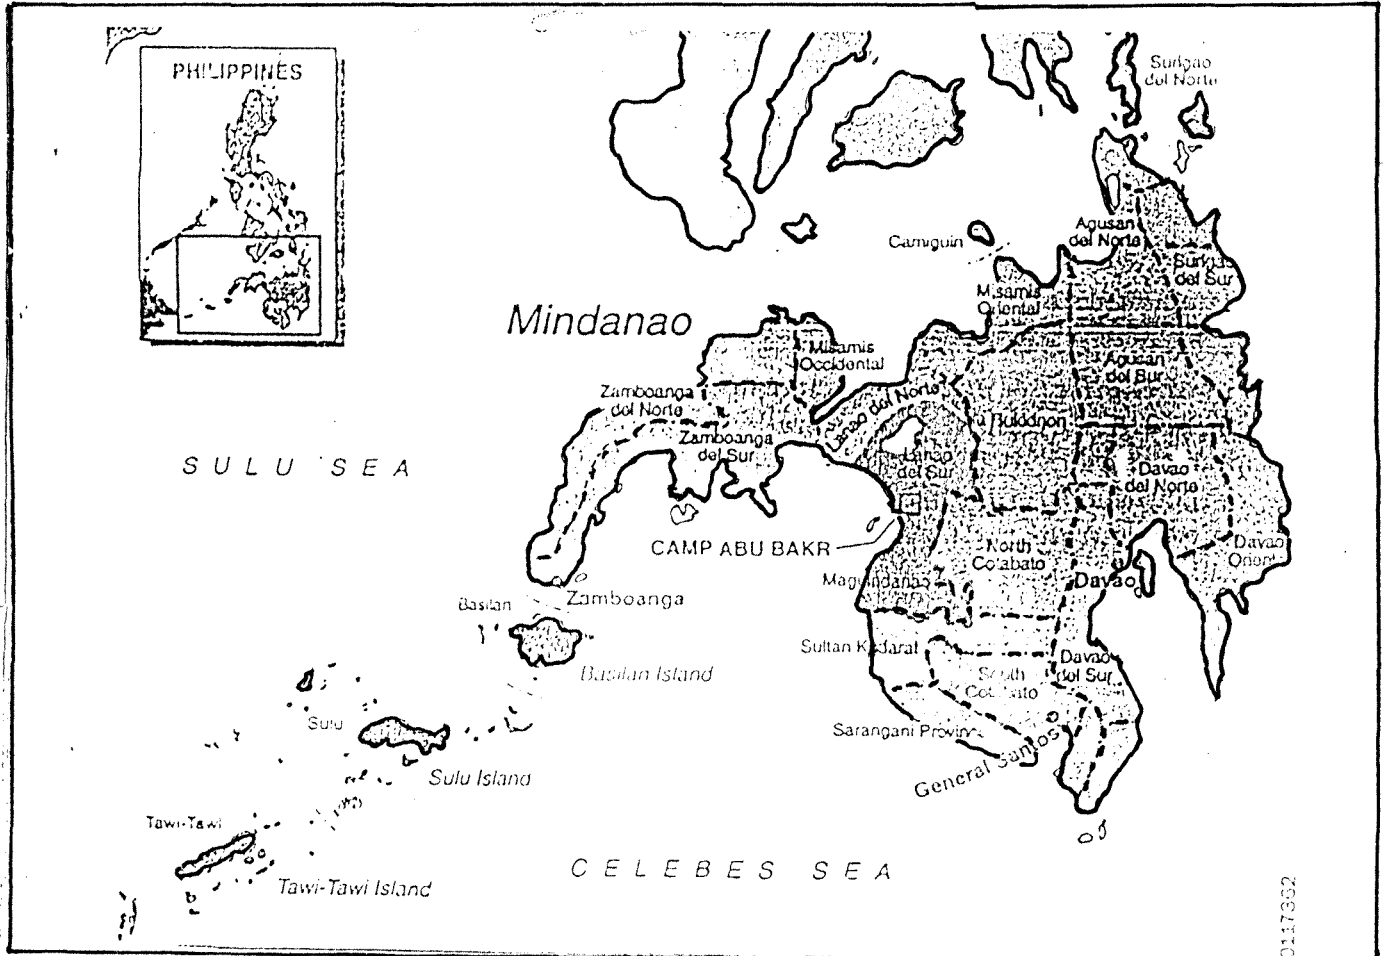 PHILIPPINES
Surigao
del Norte
Agusan
del Norte
Camiguin
Surigao
del Sur
Misamis
Oriental
Mindanao
Misamis
Occidental
Agusan
del Sur
Zamboanga
del Norte
Lanao del Norte
Bukidnon
Zamboanga
del Sur
Lanao
del Sur
SULU SEA
Davao
del Norte
CAMP ABU BAKR
North
Cotabato
Davao
Orient
Maguindanao
Davao
Zamboanga
Basilan
Sultan Kudarat
Davao
del Sur
Basilan Island
South
Cotabato
Sulu
Sarangani Province
General Santos
Sulu Island
Tawi-Tawi
CELEBES SEA
Tawi-Tawi Island
0117362